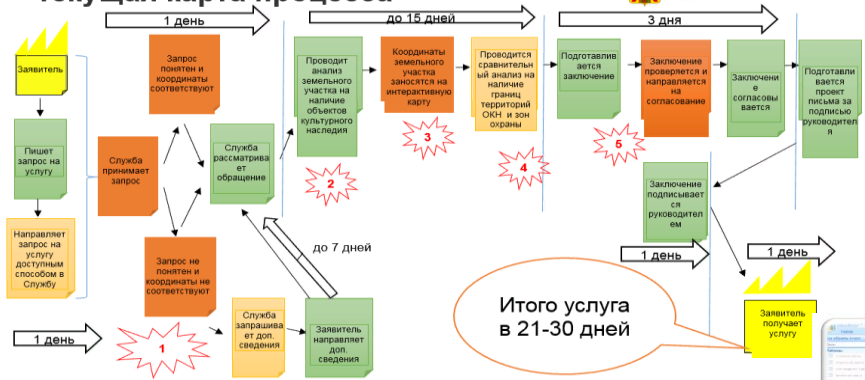 Текущая карта процесса
1 день
до 15 дней
3 дня
Заявитель
Пишет
запрос на
услугу
Направляет
запрос на
услугу
доступным
способом в
Службу
Служба
принимает
запрос
Запрос
понятен и
координаты
соответствуют
Служба
рассматрива
ет
обращение
Запрос не
понятен и
координаты не
соответствуют
1
Служба
запрашива
ет доп.
сведения
Заявитель
направляет
доп.
сведения
до 7 дней
1 день
Проводит
анализ
земельного
участка на
наличие
объектов
культурного
наследия
2
Координаты
земельного
участка
заносятся на
интерактивную
карту
3
Проводится
сравнительн
ый анализ на
наличие
границ
территорий
ОКН и зон
охраны
4
Подготавлив
ается
заключение
5
Заключение
проверяется и
направляется
на
согласование
Заключе
ние
согласовы
вается
Подготавли
вается
проект
письма за
подписью
руководител
я
Заключение
подписывает
ся
руководител
ем
1 день
1 день
Итого услуга
в 21-30 дней
Заявитель
получает
услугу